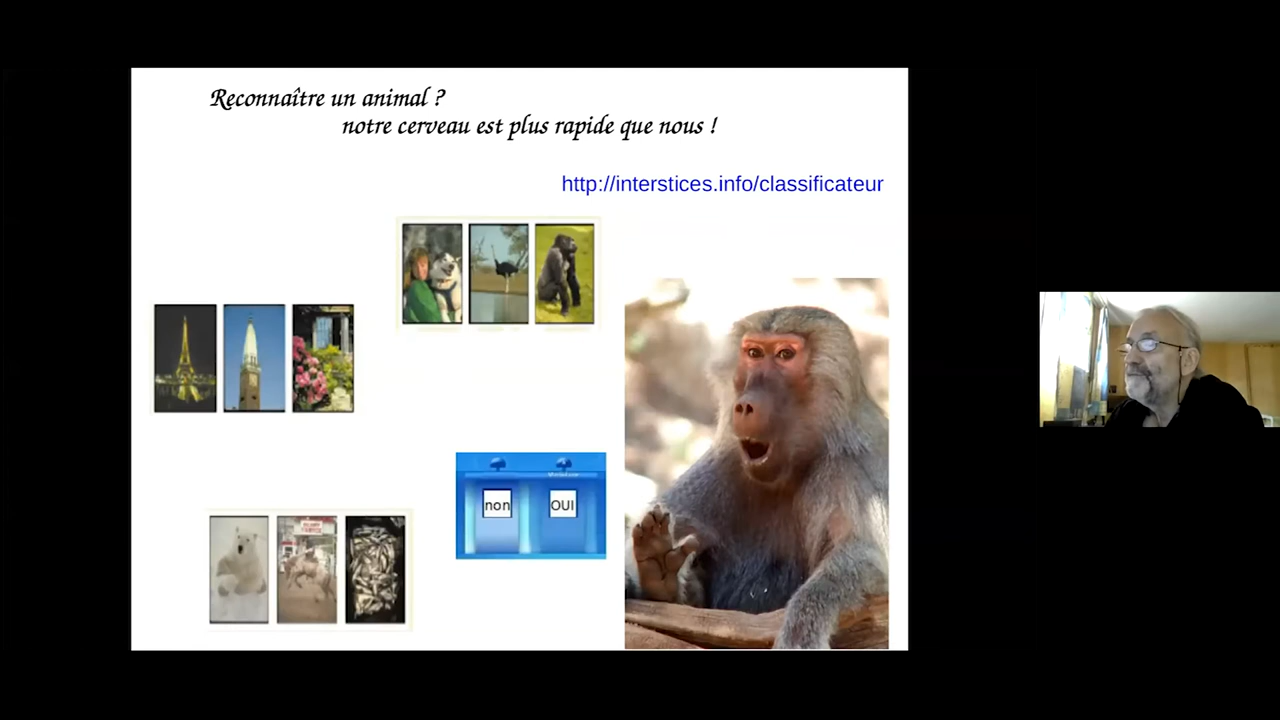 Reconnaître un animal ?
notre cerveau est plus rapide que nous !
http://interstices.info/classificateur
non
OUI